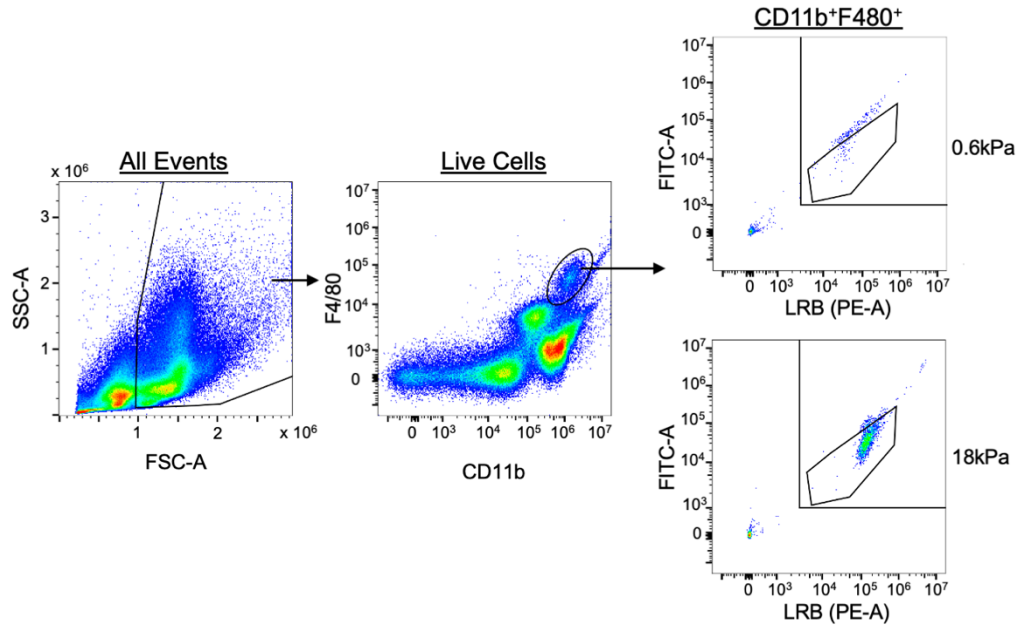 All Events
x 10⁶
SSC-A
3
2
1
1
2
x 10⁶
FSC-A
Live Cells
F4/80
10⁷
10⁶
10⁵
10⁴
10³
0
0
10³
10⁴
10⁵
10⁶
10⁷
CD11b
CD11b⁺F480⁺
FITC-A
10⁷
10⁶
10⁵
10⁴
10³
0
0
10³
10⁴
10⁵
10⁶
10⁷
LRB (PE-A)
0.6kPa
FITC-A
10⁷
10⁶
10⁵
10⁴
10³
0
0
10³
10⁴
10⁵
10⁶
10⁷
LRB (PE-A)
18kPa